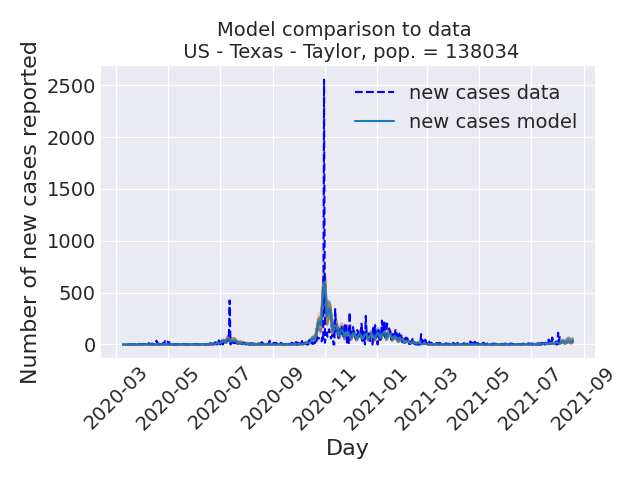 Model comparison to data
US - Texas - Taylor, pop. = 138034
Number of new cases reported
2500
2000
1500
1000
500
0
new cases data
new cases model
2020-03
2020-05
2020-07
2020-09
2020-11
2021-01
2021-03
2021-05
2021-07
2021-09
Day